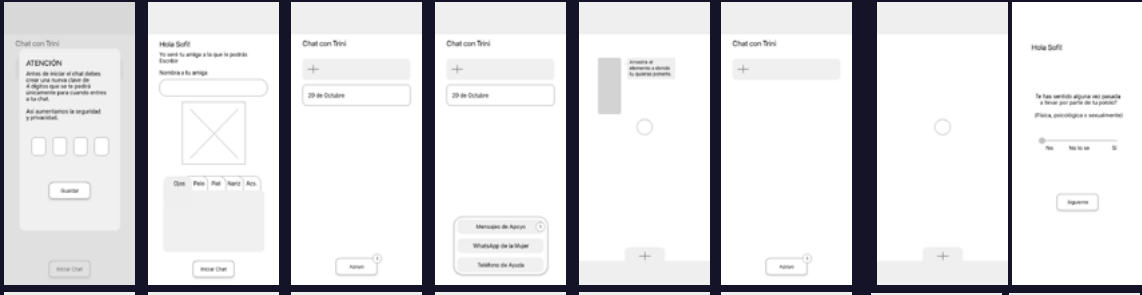 Chat con Trini
ATENCIÓN
Antes de iniciar el chat debes
crear una nueva clave de
4 dígitos que se te pedirá
únicamente para cuando entres
a tu chat.
Así aumentamos la seguridad
y privacidad.
Guardar
Iniciar Chat
Hola Sofi!
Yo seré tu amiga a la que le podrás
Escribir
Nombra a tu amiga
Ojos
Pelo
Piel
Nariz
Acs.
Iniciar Chat
Chat con Trini
+
29 de Octubre
Apoyo
Chat con Trini
+
29 de Octubre
Mensajes de Apoyo
WhatsApp de la Mujer
Teléfono de Ayuda
Arrastra el
elemento a donde
tu quieras ponerlo.
+
Chat con Trini
+
Apoyo
+
Hola Sofi!
Te has sentido alguna vez pasada
a llevar por parte de tu pololo?
(Física, psicológica o sexualmente)
No
No lo se
Si
Siguiente